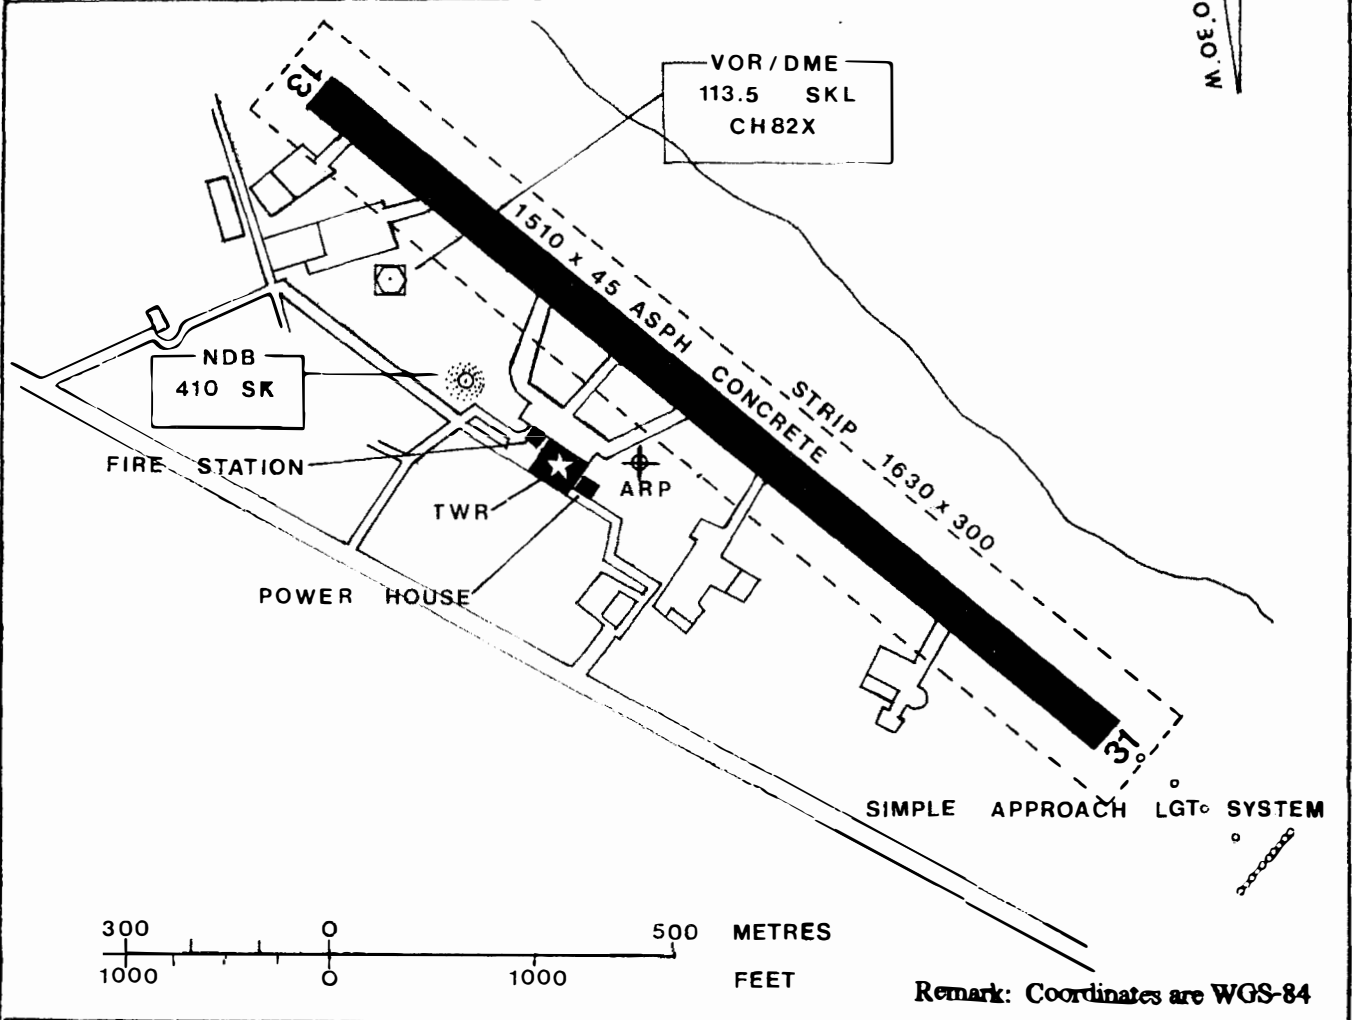 0°30'W
13
VOR/DME
113.5 SKL
CH82X
1510 x 45 ASPH CONCRETE
STRIP 1630 x 300
NDB
410 SK
FIRE STATION
TWR
ARP
POWER HOUSE
31
SIMPLE APPROACH LGT SYSTEM
300 0 500 METRES
1000 0 1000 FEET
Remark: Coordinates are WGS-84